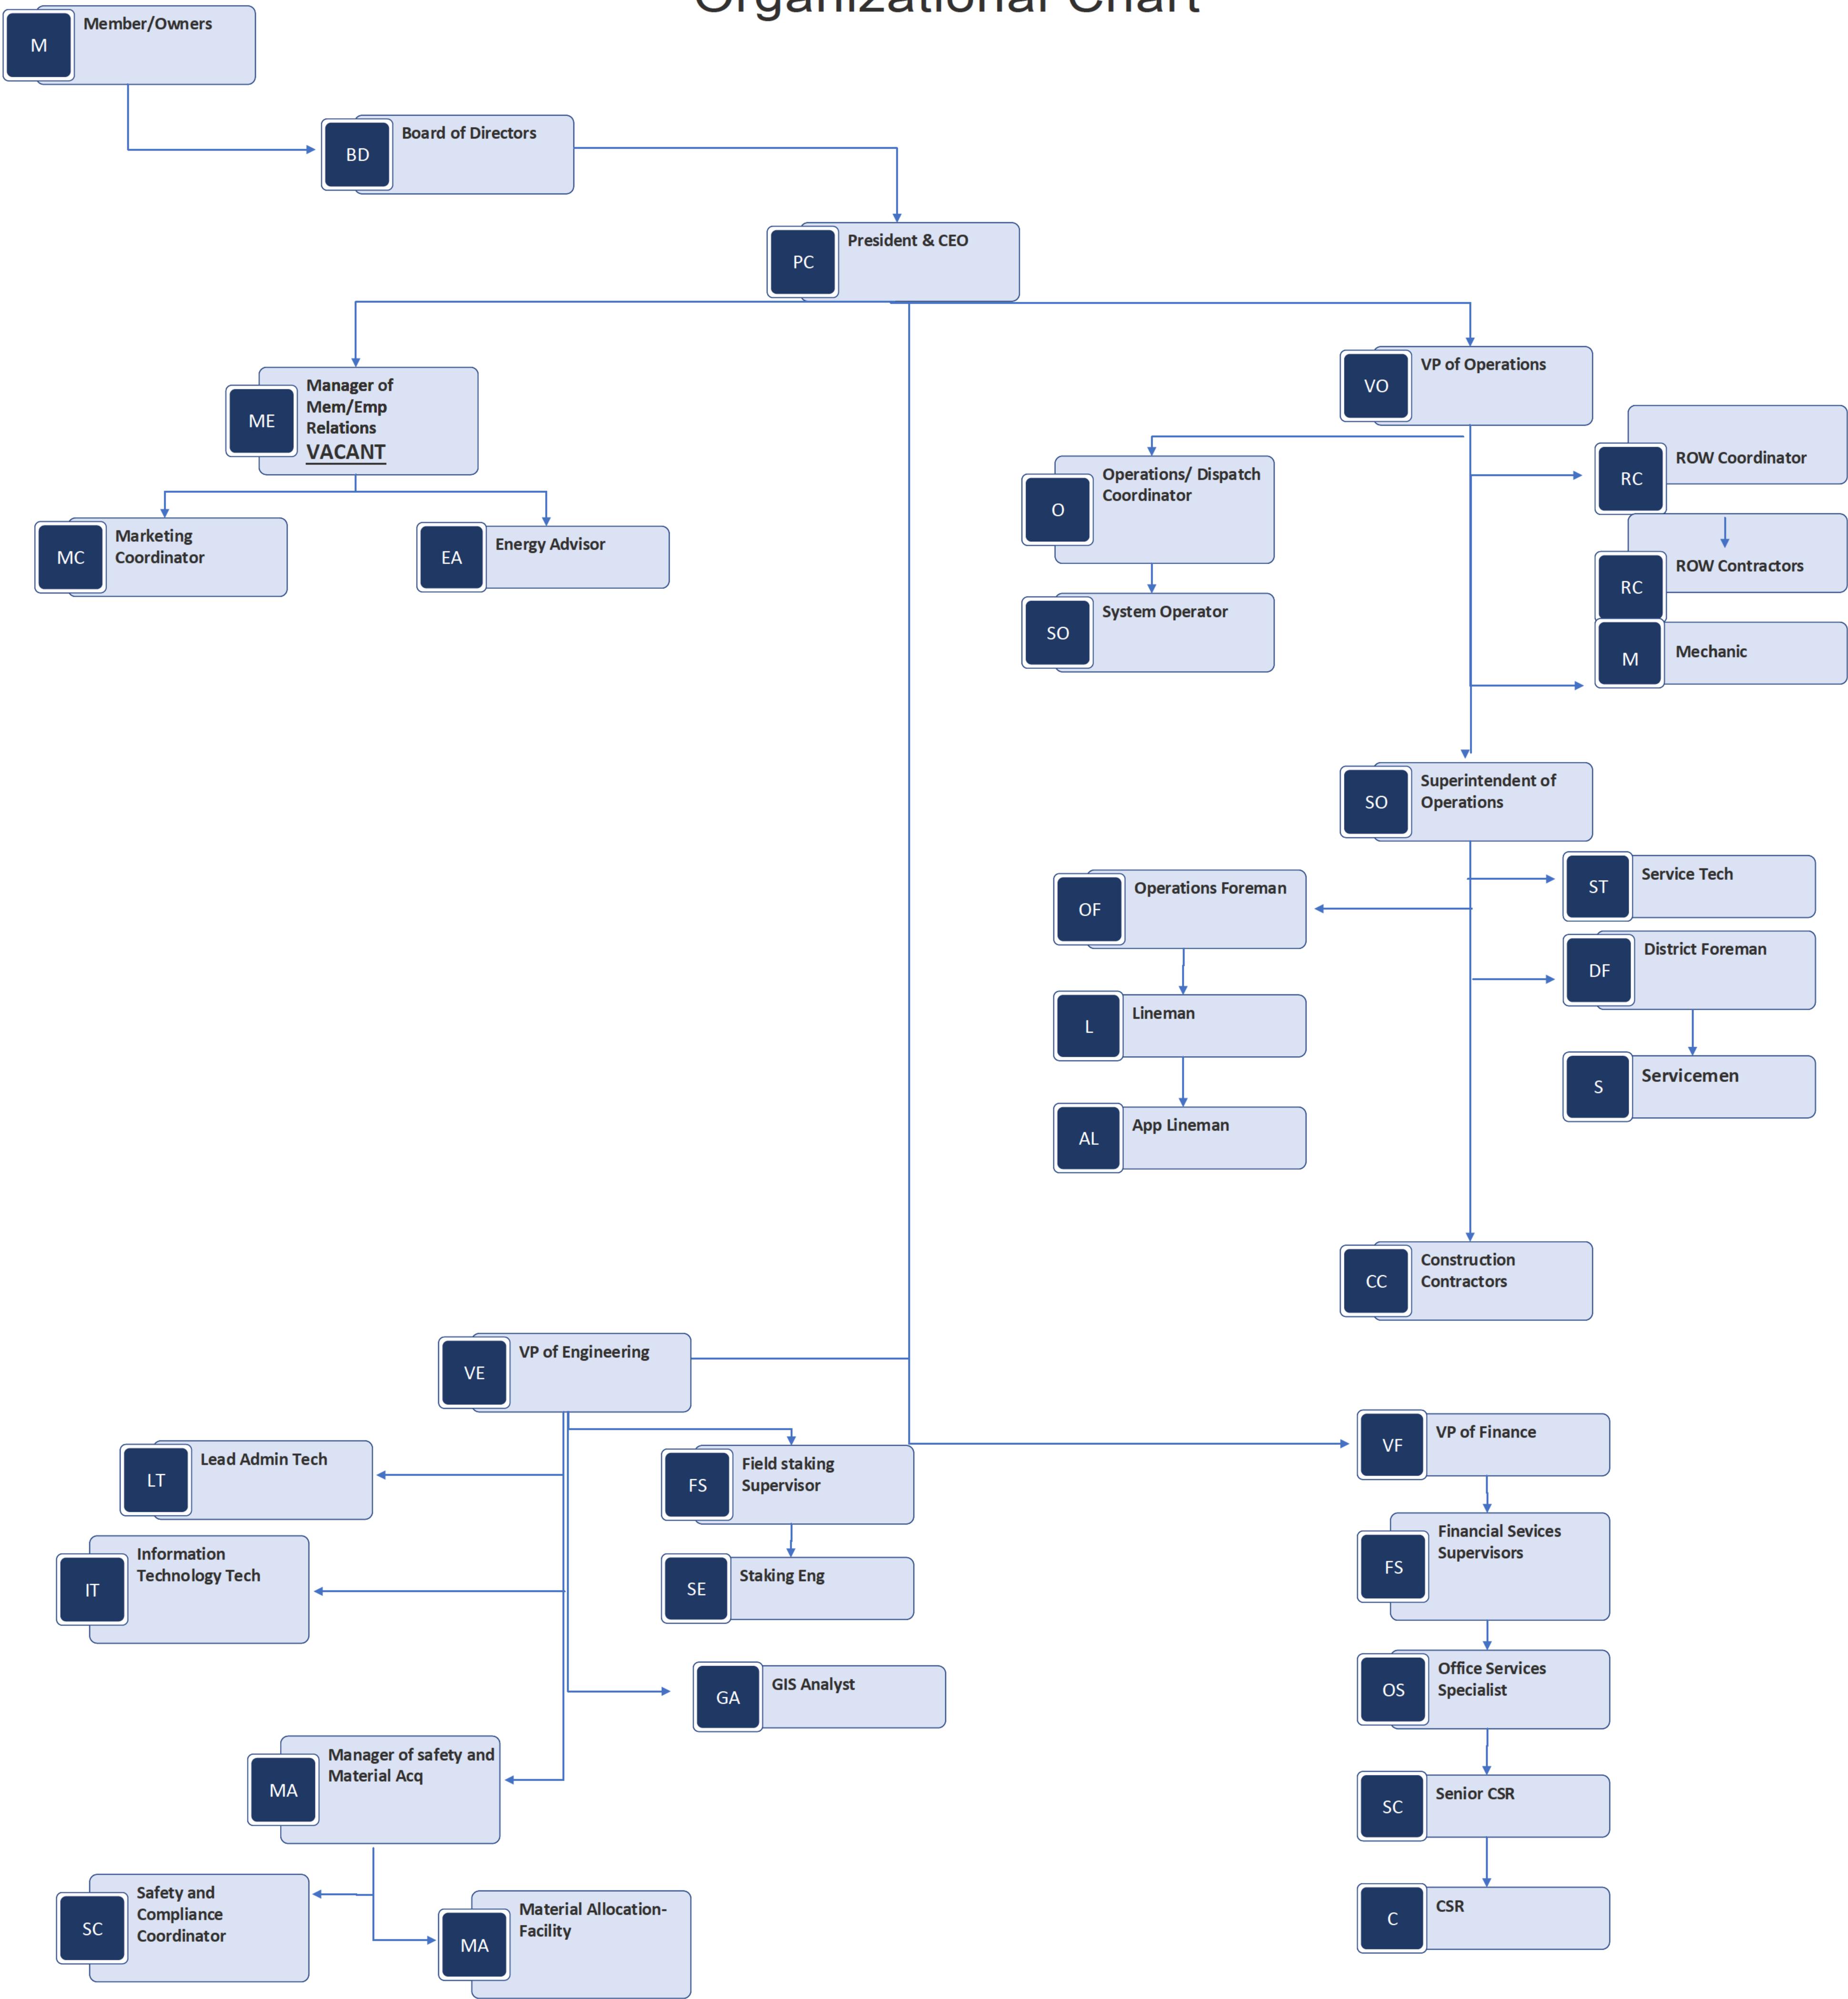 Organizational Chart
M
Member/Owners
BD
Board of Directors
PC
President & CEO
ME
Manager of
Mem/Emp
Relations
VACANT
MC
Marketing
Coordinator
EA
Energy Advisor
VO
VP of Operations
O
Operations/ Dispatch
Coordinator
SO
System Operator
RC
ROW Coordinator
RC
ROW Contractors
M
Mechanic
SO
Superintendent of
Operations
OF
Operations Foreman
L
Lineman
AL
App Lineman
ST
Service Tech
DF
District Foreman
S
Servicemen
CC
Construction
Contractors
VE
VP of Engineering
LT
Lead Admin Tech
IT
Information
Technology Tech
FS
Field staking
Supervisor
SE
Staking Eng
GA
GIS Analyst
MA
Manager of safety and
Material Acq
SC
Safety and
Compliance
Coordinator
MA
Material Allocation-
Facility
VF
VP of Finance
FS
Financial Sevices
Supervisors
OS
Office Services
Specialist
SC
Senior CSR
C
CSR